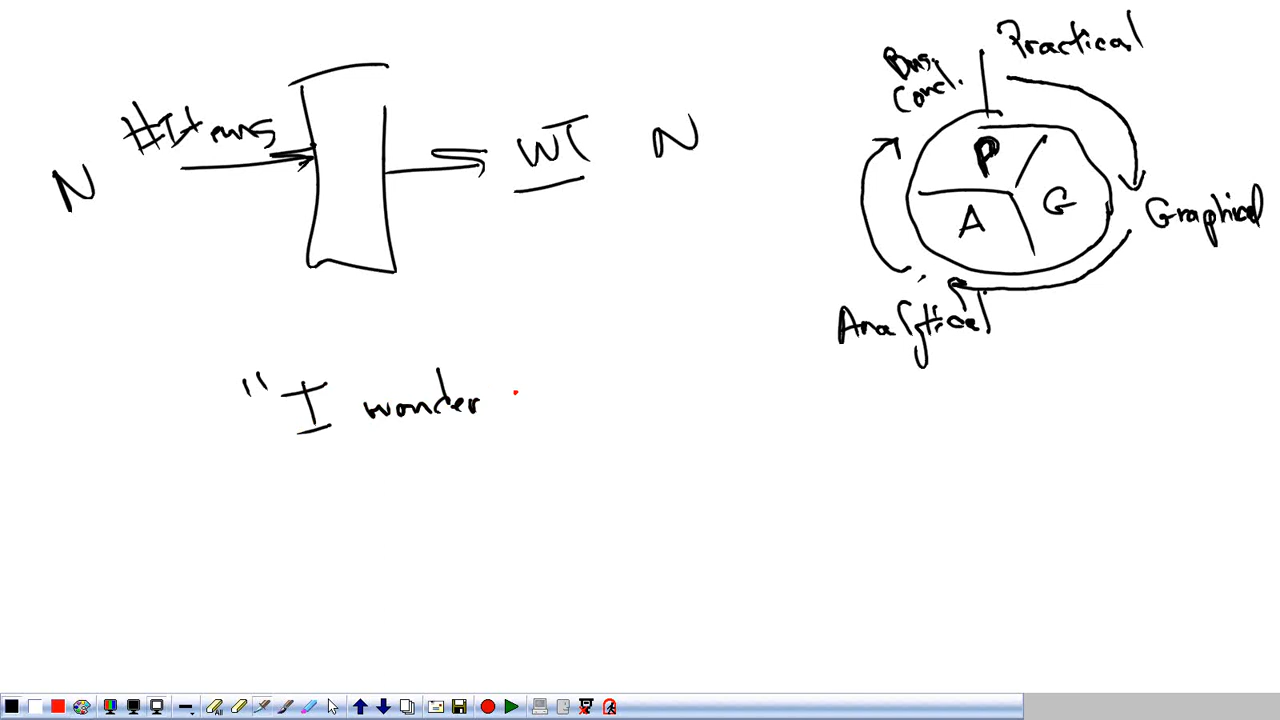 N
#Items
WT
N
"I wonder
Practical
Bus.
Concl.
P
G
A
Graphical
Analytical